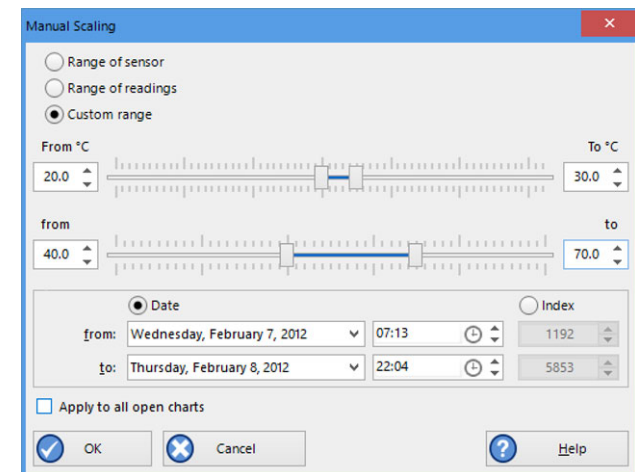 Manual Scaling
Range of sensor
Range of readings
Custom range
From °C To °C
20.0 30.0
from to
40.0 70.0
Date Index
from: Wednesday, February 7, 2012 07:13 1192
to: Thursday, February 8, 2012 22:04 5853
Apply to all open charts
OK Cancel Help